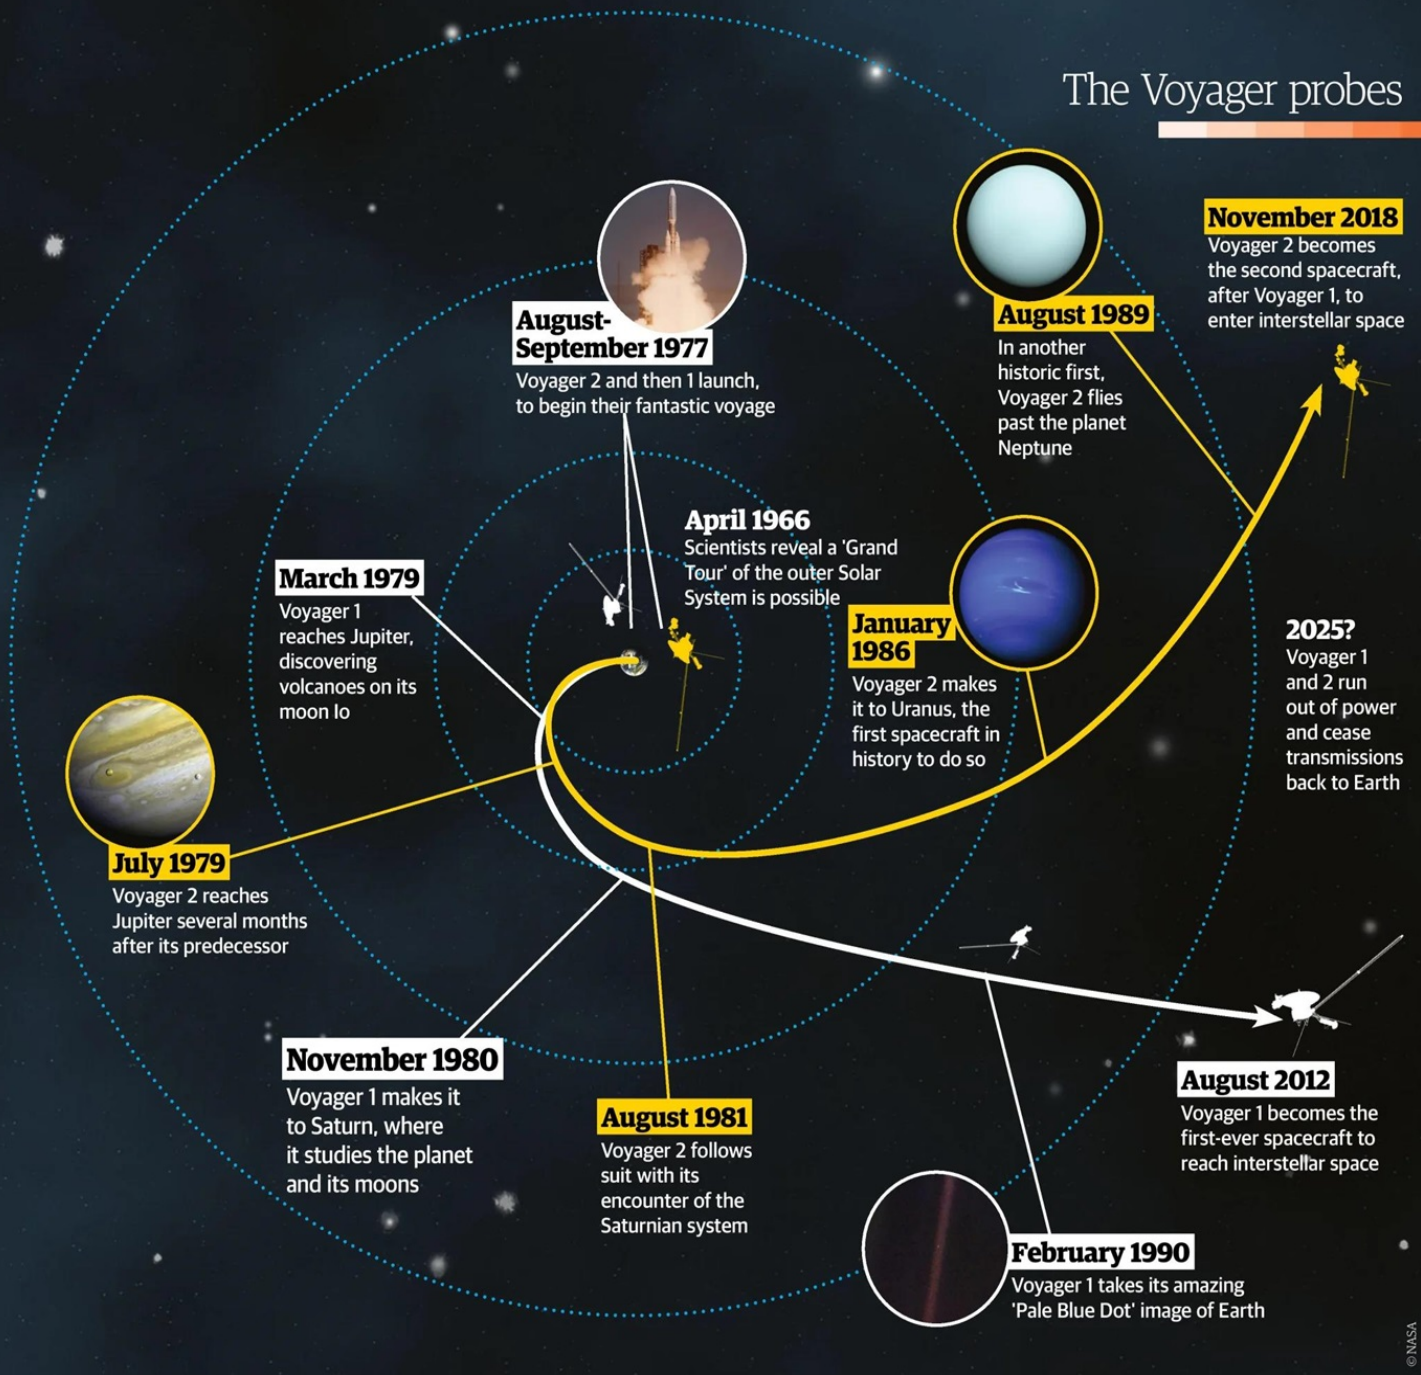 The Voyager probes
November 2018
Voyager 2 becomes
the second spacecraft,
after Voyager 1, to
enter interstellar space
August 1989
In another
historic first,
Voyager 2 flies
past the planet
Neptune
August-
September 1977
Voyager 2 and then 1 launch,
to begin their fantastic voyage
April 1966
Scientists reveal a 'Grand
Tour' of the outer Solar
System is possible
March 1979
Voyager 1
reaches Jupiter,
discovering
volcanoes on its
moon Io
January
1986
Voyager 2 makes
it to Uranus, the
first spacecraft in
history to do so
2025?
Voyager 1
and 2 run
out of power
and cease
transmissions
back to Earth
July 1979
Voyager 2 reaches
Jupiter several months
after its predecessor
November 1980
Voyager 1 makes it
to Saturn, where
it studies the planet
and its moons
August 1981
Voyager 2 follows
suit with its
encounter of the
Saturnian system
August 2012
Voyager 1 becomes the
first-ever spacecraft to
reach interstellar space
February 1990
Voyager 1 takes its amazing
'Pale Blue Dot' image of Earth
© NASA